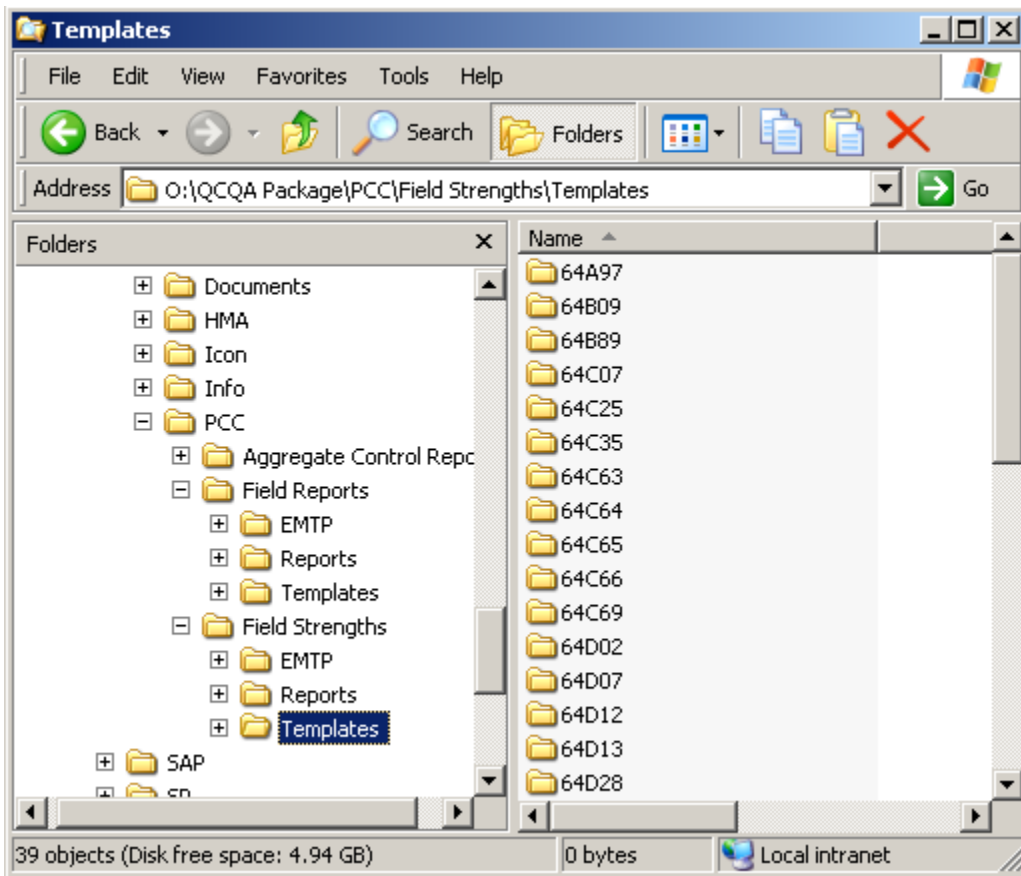 Templates
File Edit View Favorites Tools Help
Back Search Folders
Address O:\QCQA Package\PCC\Field Strengths\Templates Go
Folders
Documents
HMA
Icon
Info
PCC
Aggregate Control Repc
Field Reports
EMTP
Reports
Templates
Field Strengths
EMTP
Reports
Templates
SAP
Name
64A97
64B09
64B89
64C07
64C25
64C35
64C63
64C64
64C65
64C66
64C69
64D02
64D07
64D12
64D13
64D28
39 objects (Disk free space: 4.94 GB) 0 bytes Local intranet